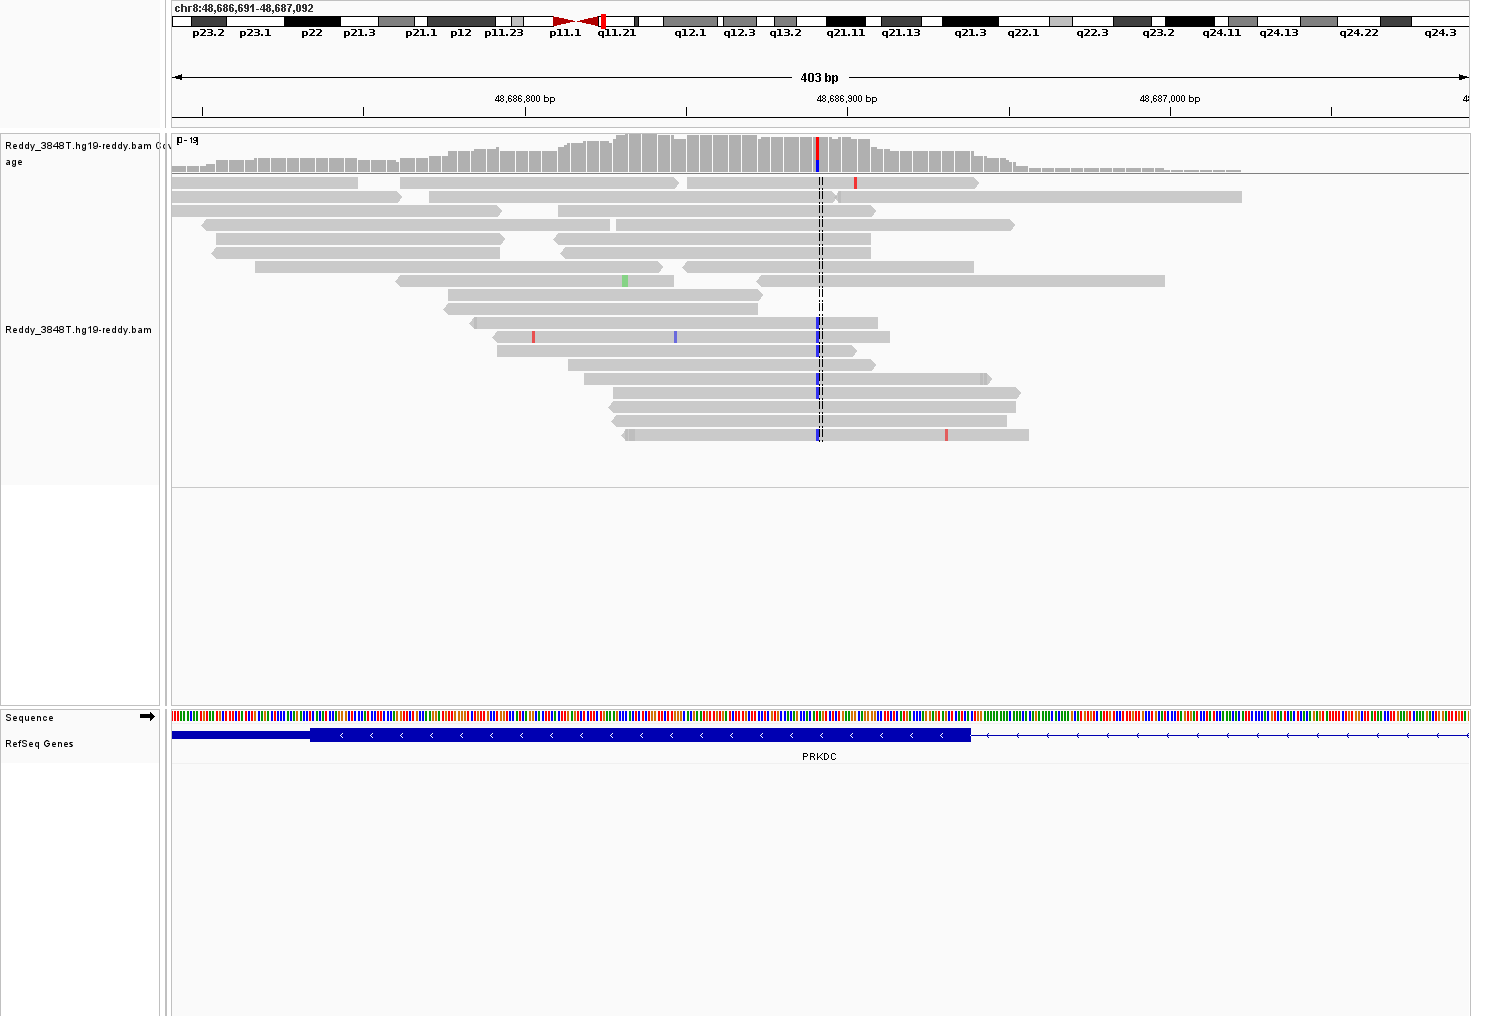 chr8:48,686,691-48,687,092
p23.2 p23.1 p22 p21.3 p21.1 p12 p11.23 p11.1 q11.21 q12.1 q12.3 q13.2 q21.11 q21.13 q21.3 q22.1 q22.3 q23.2 q24.11 q24.13 q24.22 q24.3
403 bp
48,686,800 bp 48,686,900 bp 48,687,000 bp 48
Reddy_3848T.hg19-reddy.bam Cov
age
[0 - 19]
Reddy_3848T.hg19-reddy.bam
Sequence
RefSeq Genes
PRKDC